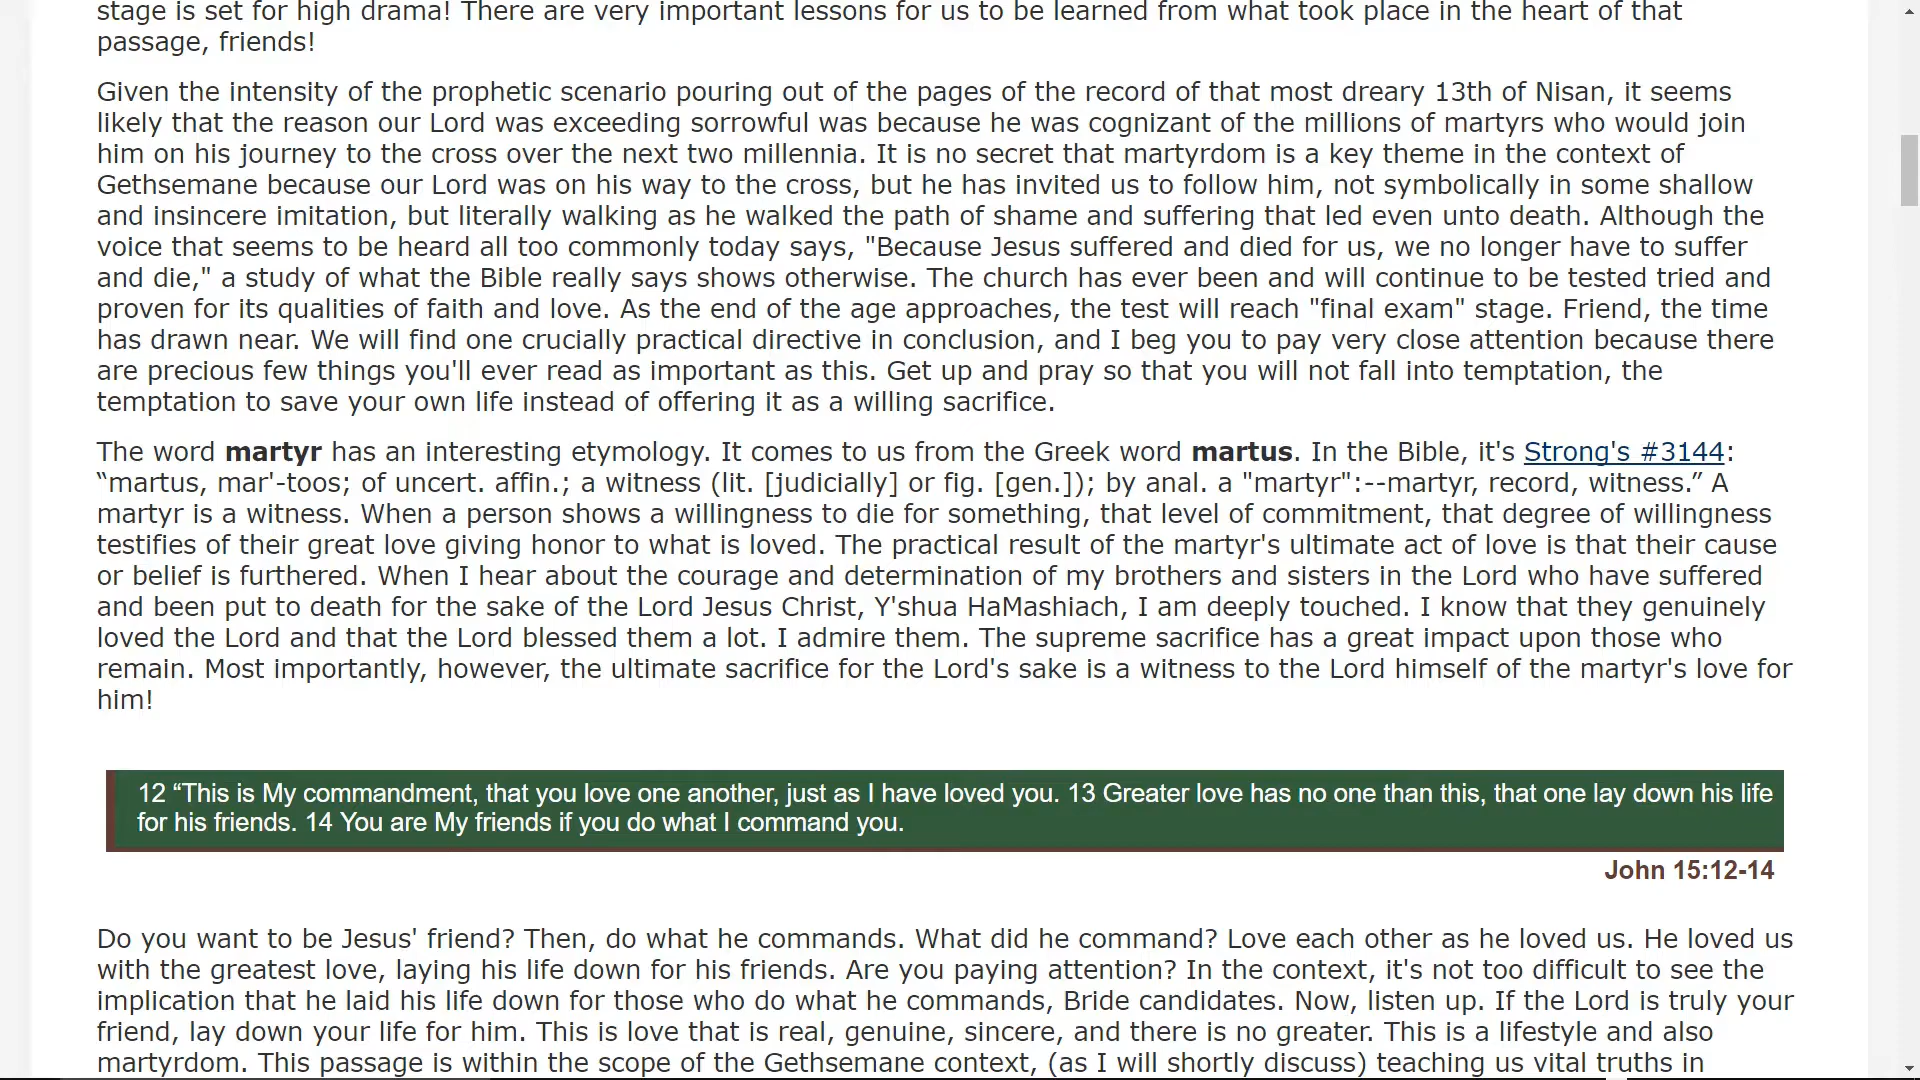 stage is set for high drama! There are very important lessons for us to be learned from what took place in the heart of that
passage, friends!
Given the intensity of the prophetic scenario pouring out of the pages of the record of that most dreary 13th of Nisan, it seems
likely that the reason our Lord was exceeding sorrowful was because he was cognizant of the millions of martyrs who would join
him on his journey to the cross over the next two millennia. It is no secret that martyrdom is a key theme in the context of
Gethsemane because our Lord was on his way to the cross, but he has invited us to follow him, not symbolically in some shallow
and insincere imitation, but literally walking as he walked the path of shame and suffering that led even unto death. Although the
voice that seems to be heard all too commonly today says, "Because Jesus suffered and died for us, we no longer have to suffer
and die," a study of what the Bible really says shows otherwise. The church has ever been and will continue to be tested tried and
proven for its qualities of faith and love. As the end of the age approaches, the test will reach "final exam" stage. Friend, the time
has drawn near. We will find one crucially practical directive in conclusion, and I beg you to pay very close attention because there
are precious few things you'll ever read as important as this. Get up and pray so that you will not fall into temptation, the
temptation to save your own life instead of offering it as a willing sacrifice.
The word martyr has an interesting etymology. It comes to us from the Greek word martus. In the Bible, it's Strong's #3144:
“martus, mar'-toos; of uncert. affin.; a witness (lit. [judicially] or fig. [gen.]); by anal. a "martyr":--martyr, record, witness.” A
martyr is a witness. When a person shows a willingness to die for something, that level of commitment, that degree of willingness
testifies of their great love giving honor to what is loved. The practical result of the martyr's ultimate act of love is that their cause
or belief is furthered. When I hear about the courage and determination of my brothers and sisters in the Lord who have suffered
and been put to death for the sake of the Lord Jesus Christ, Y'shua HaMashiach, I am deeply touched. I know that they genuinely
loved the Lord and that the Lord blessed them a lot. I admire them. The supreme sacrifice has a great impact upon those who
remain. Most importantly, however, the ultimate sacrifice for the Lord's sake is a witness to the Lord himself of the martyr's love for
him!
12 “This is My commandment, that you love one another, just as I have loved you. 13 Greater love has no one than this, that one lay down his life
for his friends. 14 You are My friends if you do what I command you.
John 15:12-14
Do you want to be Jesus' friend? Then, do what he commands. What did he command? Love each other as he loved us. He loved us
with the greatest love, laying his life down for his friends. Are you paying attention? In the context, it's not too difficult to see the
implication that he laid his life down for those who do what he commands, Bride candidates. Now, listen up. If the Lord is truly your
friend, lay down your life for him. This is love that is real, genuine, sincere, and there is no greater. This is a lifestyle and also
martyrdom. This passage is within the scope of the Gethsemane context, (as I will shortly discuss) teaching us vital truths in